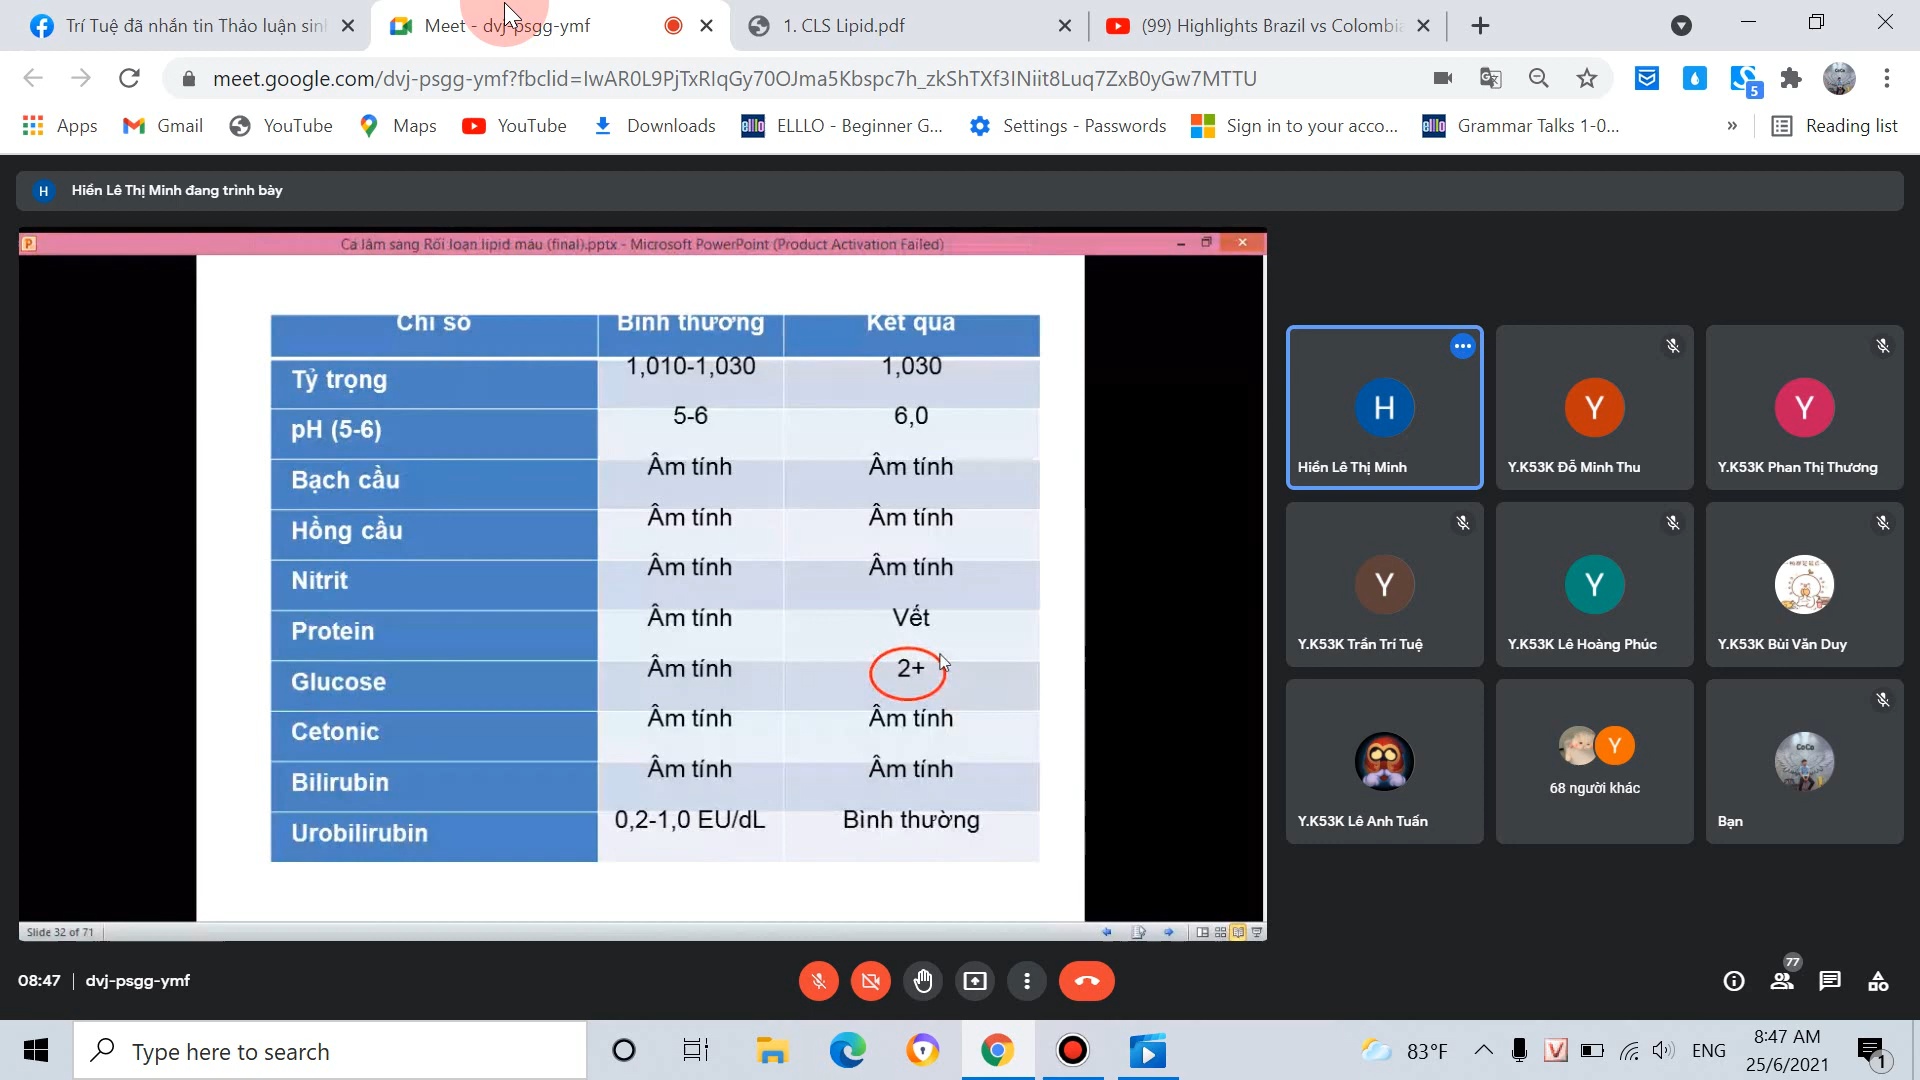 Trí Tuệ đã nhắn tin Thảo luận sinh
Meet - dvj-psgg-ymf
1. CLS Lipid.pdf
(99) Highlights Brazil vs Colombia
meet.google.com/dvj-psgg-ymf?fbclid=IwAR0L9PjTxRIqGy70OJma5Kbspc7h_zkShTXf3INiit8Luq7ZxB0yGw7MTTU
5
Apps
Gmail
YouTube
Maps
YouTube
Downloads
elllo
ELLLO - Beginner G...
Settings - Passwords
Sign in to your acco...
elllo
Grammar Talks 1-0...
»
Reading list
H
Hiền Lê Thị Minh đang trình bày
Ca lâm sang Rối loạn lipid máu (final).pptx - Microsoft PowerPoint (Product Activation Failed)
Chỉ số
Bình thường
Kết quả
Tỷ trọng
1,010-1,030
1,030
pH (5-6)
5-6
6,0
Bạch cầu
Âm tính
Âm tính
Hồng cầu
Âm tính
Âm tính
Nitrit
Âm tính
Âm tính
Protein
Âm tính
Vết
Glucose
Âm tính
2+
Cetonic
Âm tính
Âm tính
Bilirubin
Âm tính
Âm tính
Urobilirubin
0,2-1,0 EU/dL
Bình thường
Slide 32 of 71
H
Hiền Lê Thị Minh
Y
Y.K53K Đỗ Minh Thu
Y
Y.K53K Phan Thị Thương
Y
Y.K53K Trần Trí Tuệ
Y
Y.K53K Lê Hoàng Phúc
Y.K53K Bùi Văn Duy
Y.K53K Lê Anh Tuấn
Y
68 người khác
CoCo
Bạn
08:47
dvj-psgg-ymf
77
Type here to search
83°F
V
ENG
8:47 AM
25/6/2021
1